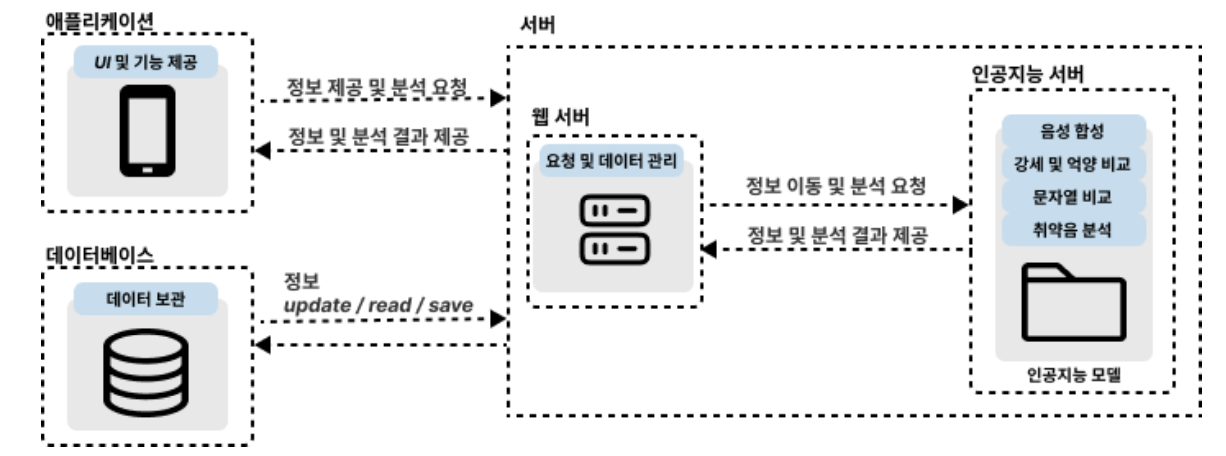 애플리케이션
UI 및 기능 제공
정보 제공 및 분석 요청
정보 및 분석 결과 제공
데이터베이스
데이터 보관
정보
update / read / save
서버
웹 서버
요청 및 데이터 관리
정보 이동 및 분석 요청
정보 및 분석 결과 제공
인공지능 서버
음성 합성
강세 및 억양 비교
문자열 비교
취약음 분석
인공지능 모델